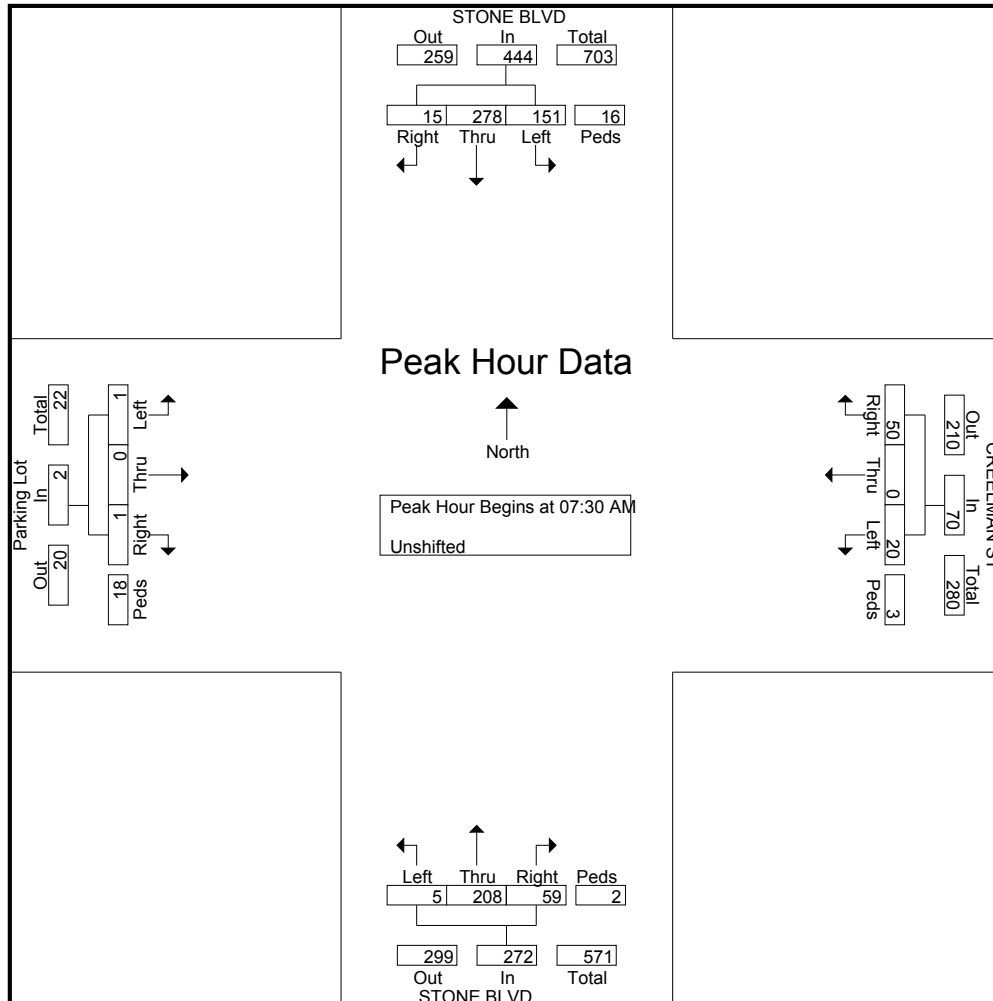 STONE BLVD
Out In Total
259 444 703
15 278 151 16
Right Thru Left Peds
Peak Hour Data
North
Peak Hour Begins at 07:30 AM
Unshifted
Parking Lot
Out In Total
20 2 22
1 0 1 18
Left Thru Right Peds
CREELMAN ST
Out In Total
210 70 280
50 0 20 3
Right Thru Left Peds
Left Thru Right Peds
5 208 59 2
299 272 571
Out In Total
STONE BLVD